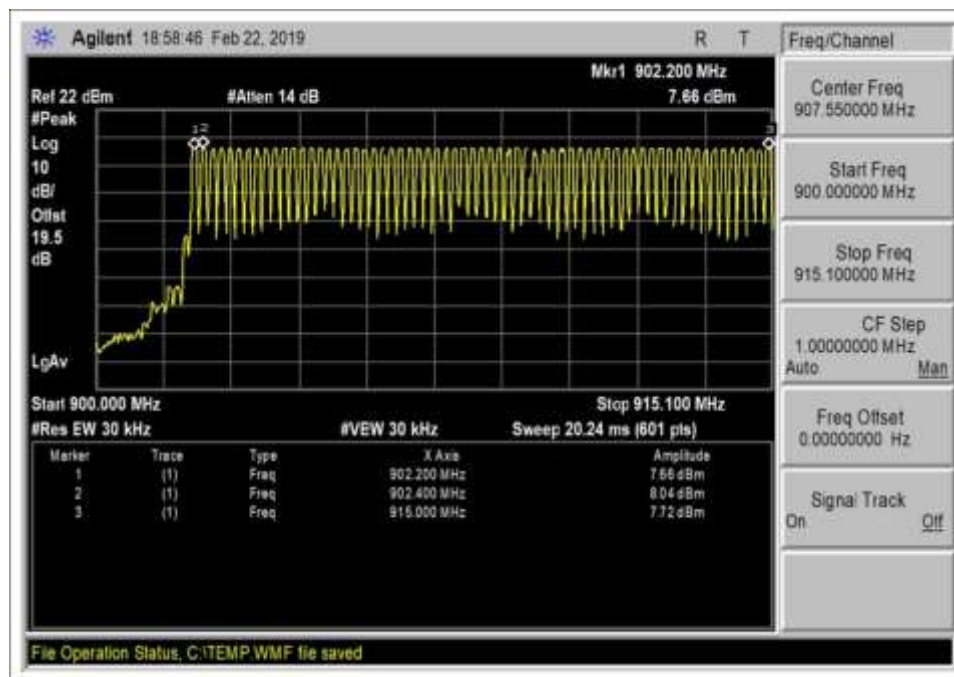 Agilent 18:58:46 Feb 22, 2019 R T
Freq/Channel
Mkr1 902.200 MHz
Ref 22 dBm #Atten 14 dB 7.66 dBm
#Peak
Log
10
dB/
Offst
19.5
dB
LgAv
1 2 3
Start 900.000 MHz Stop 915.100 MHz
#Res BW 30 kHz #VBW 30 kHz Sweep 20.24 ms (601 pts)
Marker Trace Type X Axis Amplitude
1 (1) Freq 902.200 MHz 7.66 dBm
2 (1) Freq 902.400 MHz 8.04 dBm
3 (1) Freq 915.000 MHz 7.72 dBm
Center Freq
907.550000 MHz
Start Freq
900.000000 MHz
Stop Freq
915.100000 MHz
CF Step
1.00000000 MHz
Auto Man
Freq Offset
0.00000000 Hz
Signal Track
On Off
File Operation Status, C:\TEMP.WMF file saved